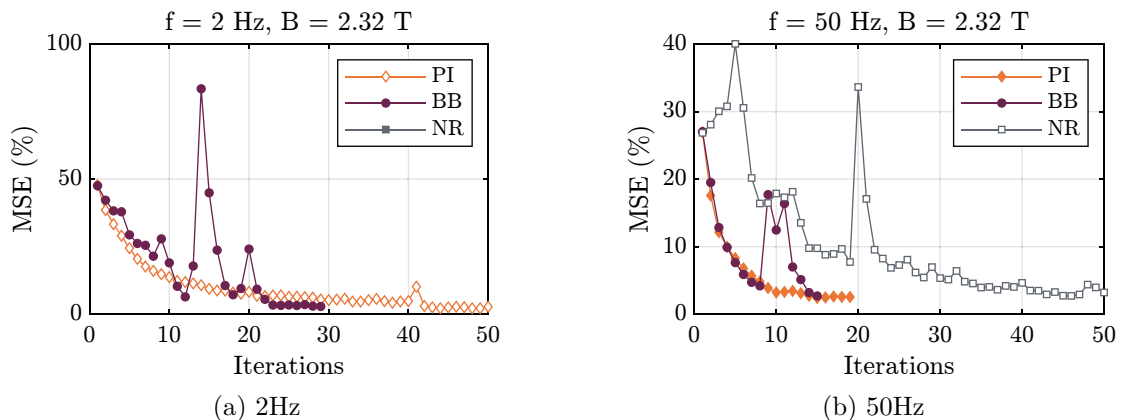 f = 2 Hz, B = 2.32 T
100
50
0
MSE (%)
PI
BB
NR
0 10 20 30 40 50
Iterations
(a) 2Hz
f = 50 Hz, B = 2.32 T
40
30
20
10
0
MSE (%)
PI
BB
NR
0 10 20 30 40 50
Iterations
(b) 50Hz